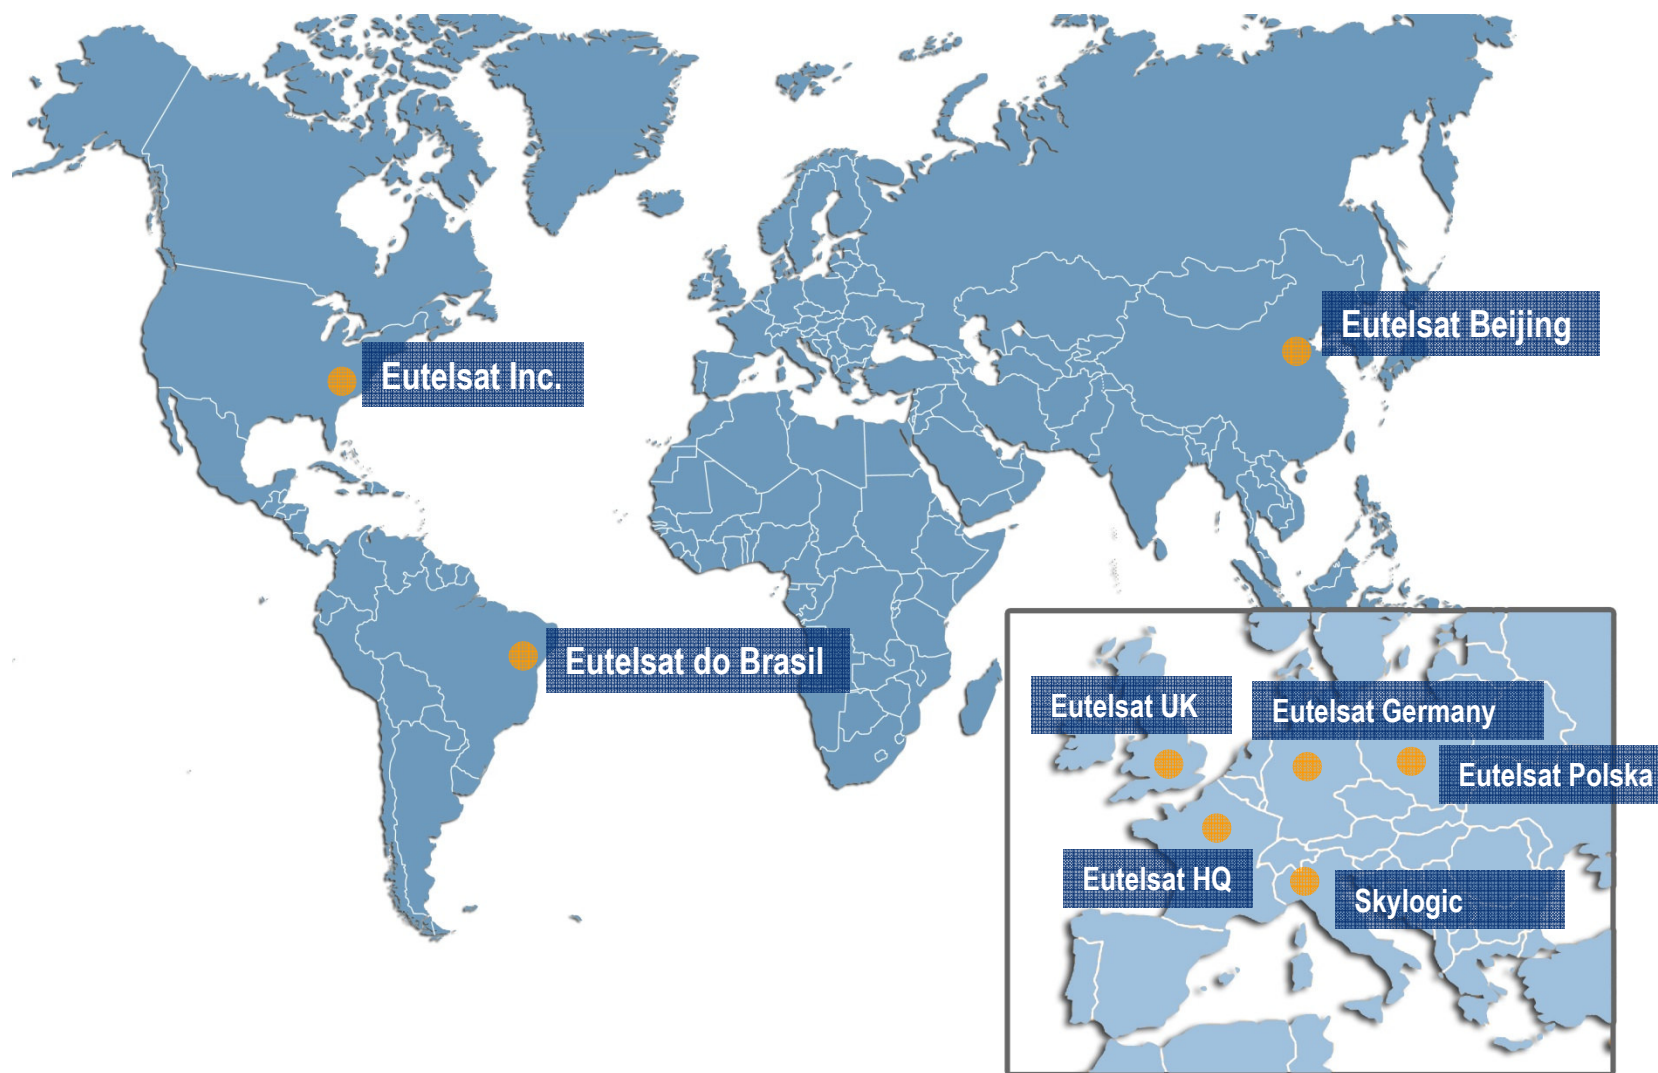 Eutelsat Beijing
Eutelsat Inc.
Eutelsat do Brasil
Eutelsat UK
Eutelsat Germany
Eutelsat Polska
Eutelsat HQ
Skylogic